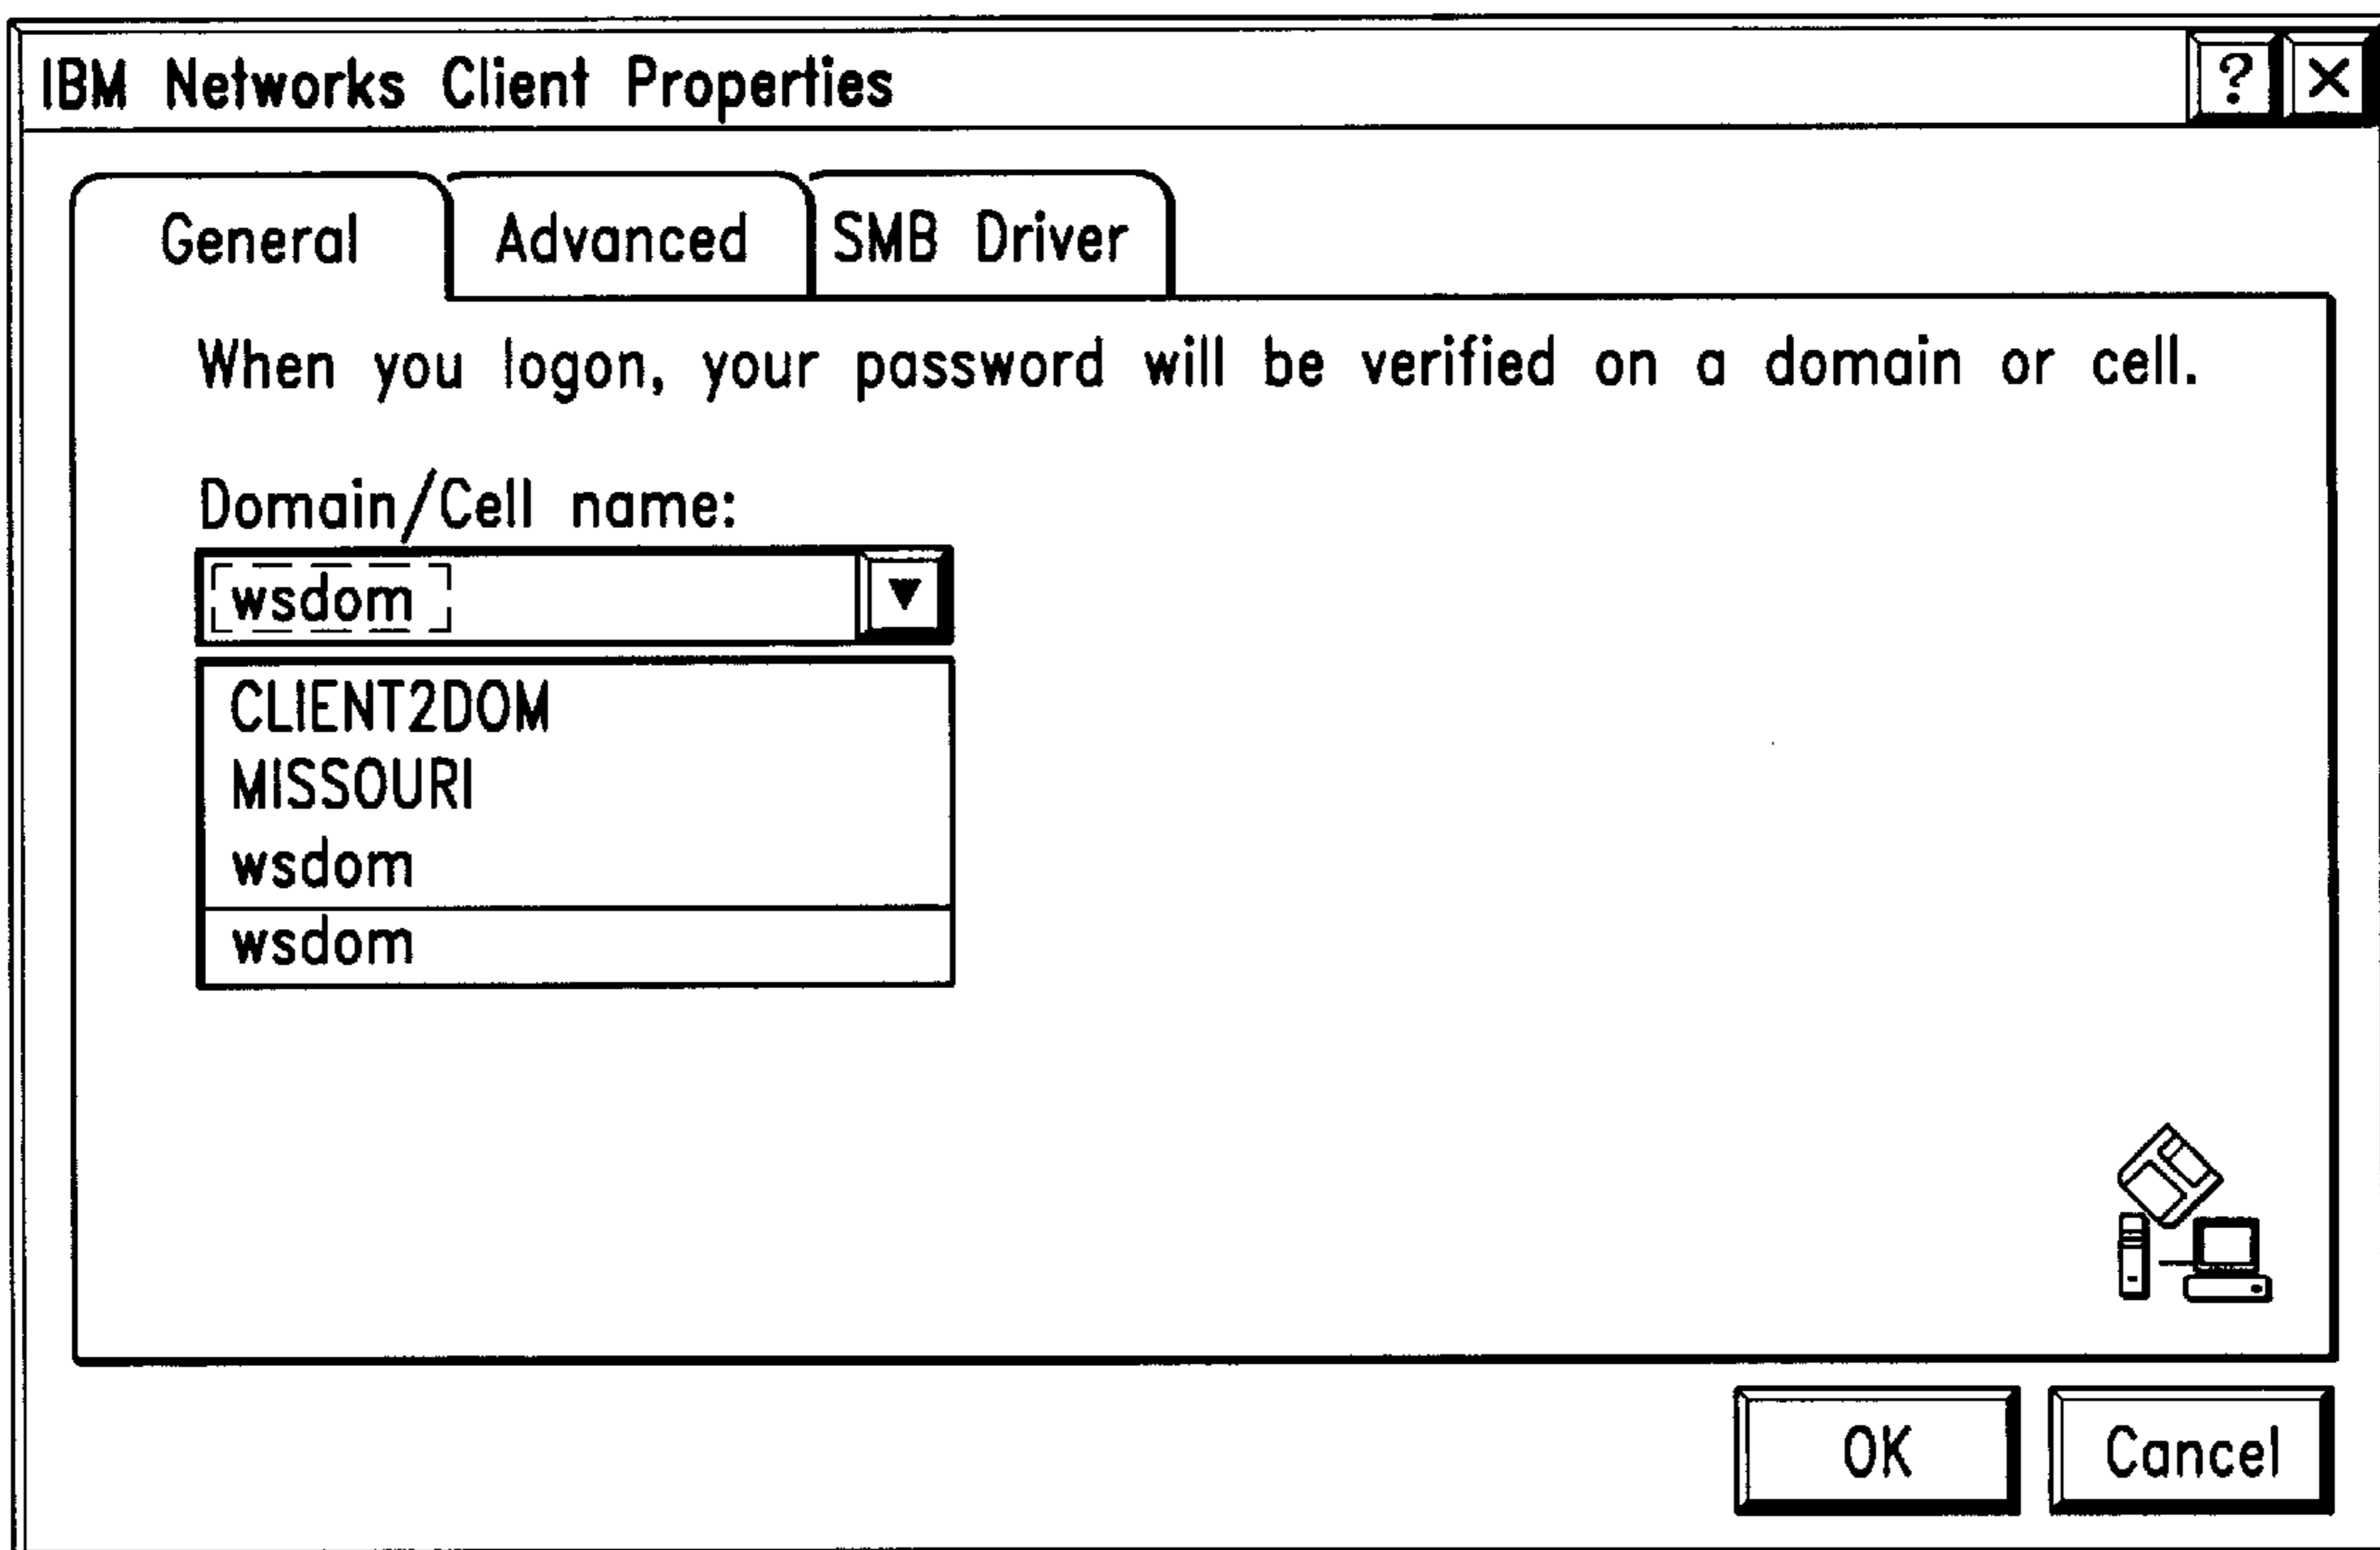 IBM Networks Client Properties ? X
General Advanced SMB Driver
When you logon, your password will be verified on a domain or cell.
Domain/Cell name:
wsdom
CLIENT2DOM
MISSOURI
wsdom
wsdom
OK Cancel